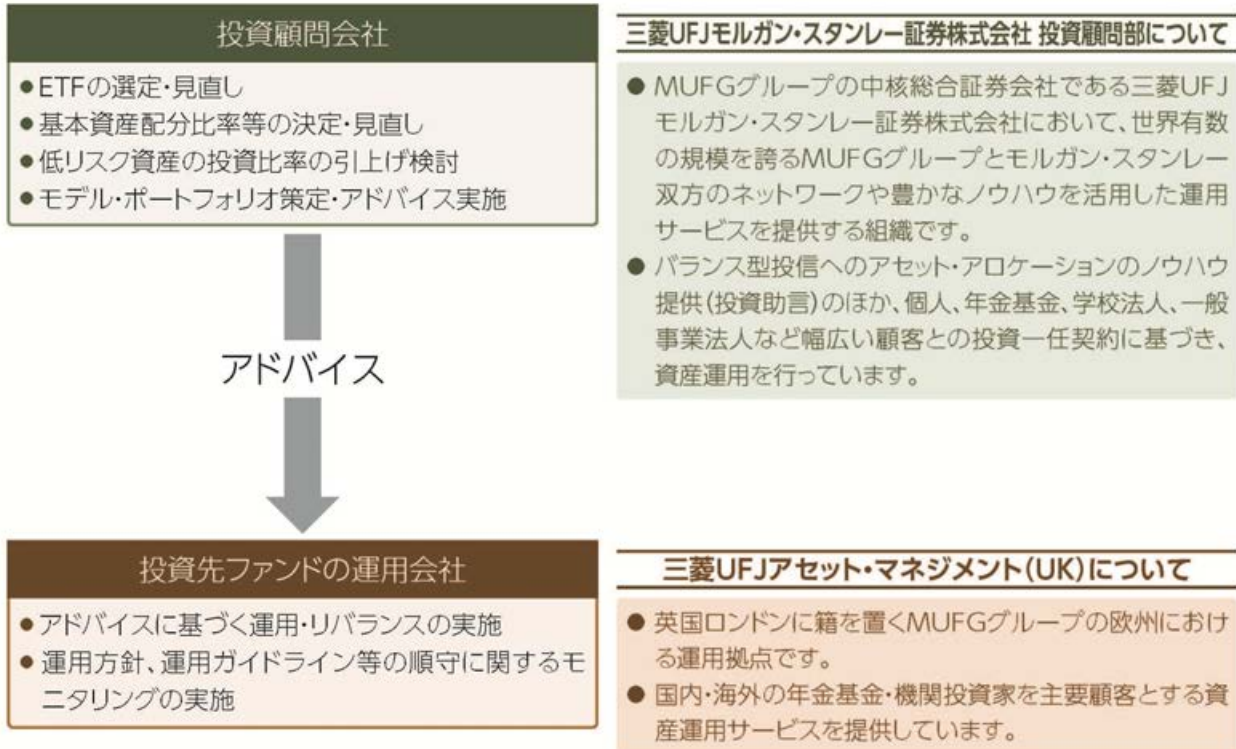 投資顧問会社
●ETFの選定・見直し
●基本資産配分比率等の決定・見直し
●低リスク資産の投資比率の引上げ検討
●モデル・ポートフォリオ策定・アドバイス実施
三菱UFJモルガン・スタンレー証券株式会社 投資顧問部について
● MUFGグループの中核総合証券会社である三菱UFJ
モルガン・スタンレー証券株式会社において、世界有数
の規模を誇るMUFGグループとモルガン・スタンレー
双方のネットワークや豊かなノウハウを活用した運用
サービスを提供する組織です。
● バランス型投信へのアセット・アロケーションのノウハウ
提供(投資助言)のほか、個人、年金基金、学校法人、一般
事業法人など幅広い顧客との投資一任契約に基づき、
資産運用を行っています。
アドバイス
投資先ファンドの運用会社
●アドバイスに基づく運用・リバランスの実施
●運用方針、運用ガイドライン等の順守に関するモ
ニタリングの実施
三菱UFJアセット・マネジメント(UK)について
● 英国ロンドンに籍を置くMUFGグループの欧州におけ
る運用拠点です。
● 国内・海外の年金基金・機関投資家を主要顧客とする資
産運用サービスを提供しています。